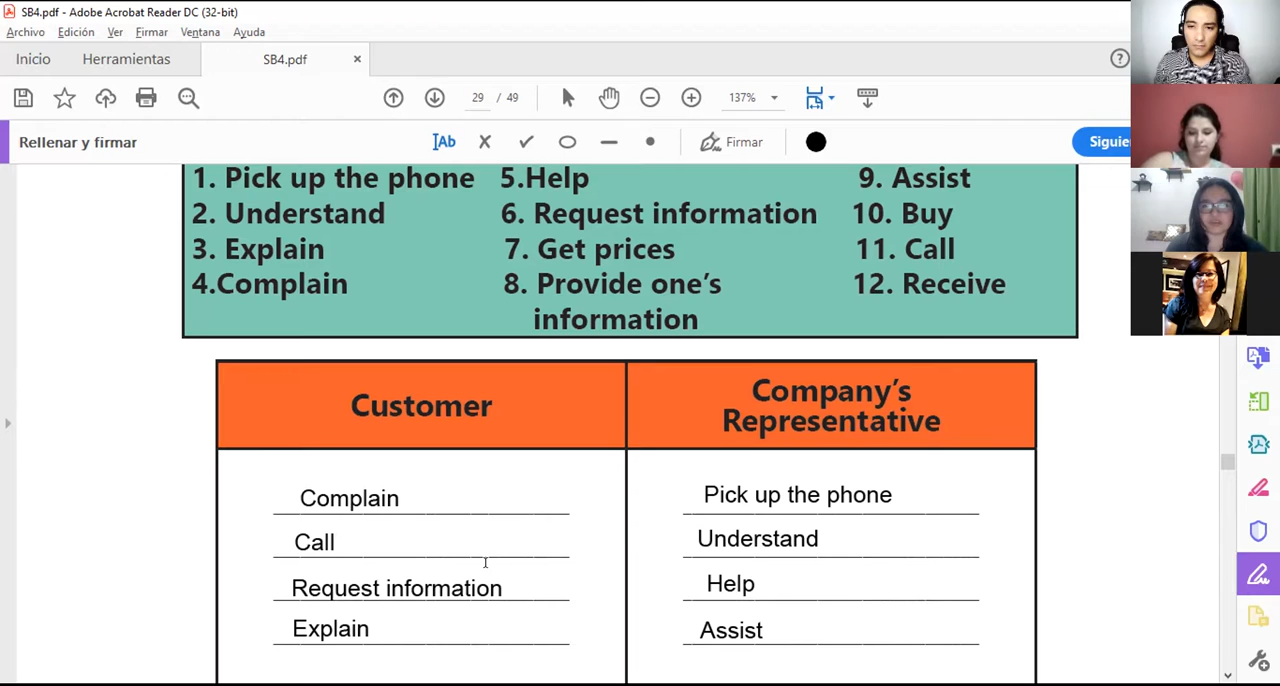 SB4.pdf - Adobe Acrobat Reader DC (32-bit)
Archivo Edición Ver Firmar Ventana Ayuda
Inicio Herramientas SB4.pdf ×
29 / 49 137%
Rellenar y firmar Ab Firmar Siguie
1. Pick up the phone 5.Help 9. Assist
2. Understand 6. Request information 10. Buy
3. Explain 7. Get prices 11. Call
4.Complain 8. Provide one's 12. Receive
information
Customer Company's
Representative
Complain Pick up the phone
Call Understand
Request information Help
Explain Assist